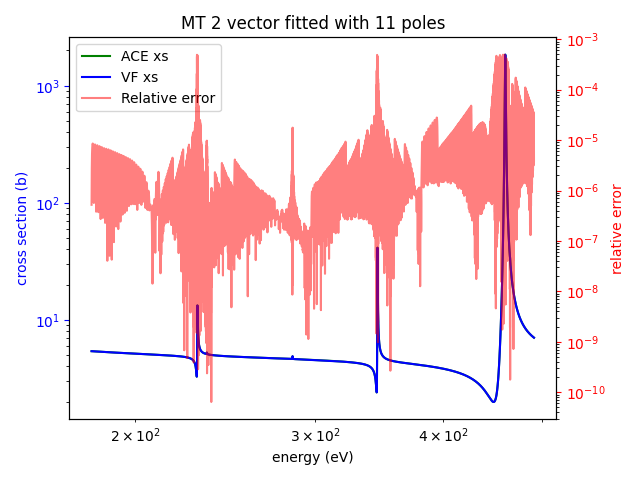 MT 2 vector fitted with 11 poles
ACE xs
VF xs
Relative error
cross section (b)
10³
10²
10¹
relative error
10⁻³
10⁻⁴
10⁻⁵
10⁻⁶
10⁻⁷
10⁻⁸
10⁻⁹
10⁻¹⁰
2 × 10² 3 × 10² 4 × 10²
energy (eV)